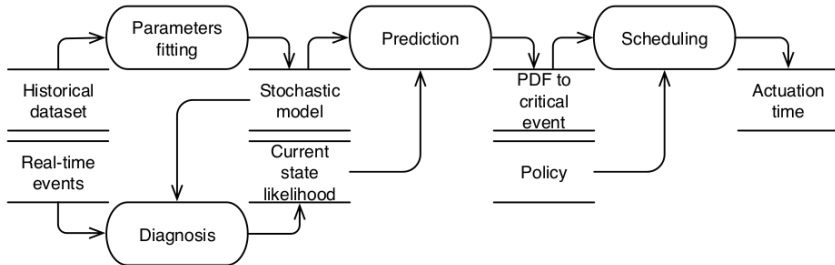 Parameters
fitting
Prediction
Scheduling
Historical
dataset
Stochastic
model
PDF to
critical
event
Actuation
time
Real-time
events
Current
state
likelihood
Policy
Diagnosis